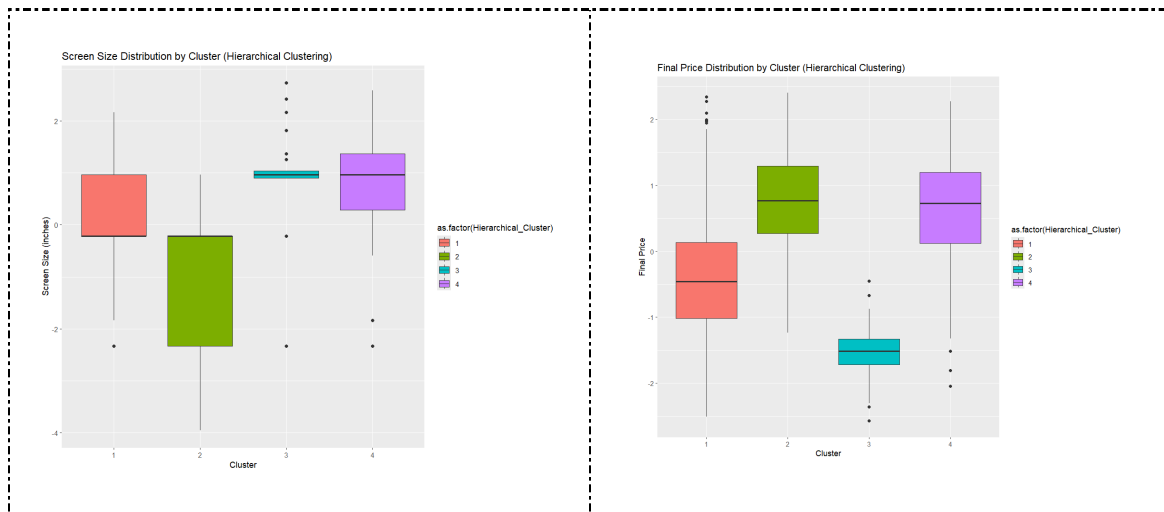 Screen Size Distribution by Cluster (Hierarchical Clustering)
2
0
-2
-4
Screen Size (inches)
1 2 3 4
Cluster
as.factor(Hierarchical_Cluster)
1
2
3
4
Final Price Distribution by Cluster (Hierarchical Clustering)
2
1
0
-1
-2
Final Price
1 2 3 4
Cluster
as.factor(Hierarchical_Cluster)
1
2
3
4